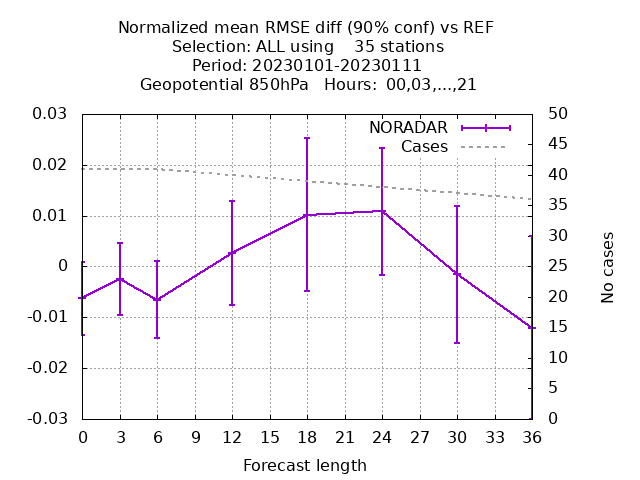 Normalized mean RMSE diff (90% conf) vs REF
Selection: ALL using    35 stations
Period: 20230101-20230111
Geopotential 850hPa   Hours: 00,03,...,21
NORADAR
Cases
0.03
0.02
0.01
0
-0.01
-0.02
-0.03
50
45
40
35
30
25
20
15
10
5
0
No cases
0 3 6 9 12 15 18 21 24 27 30 33 36
Forecast length